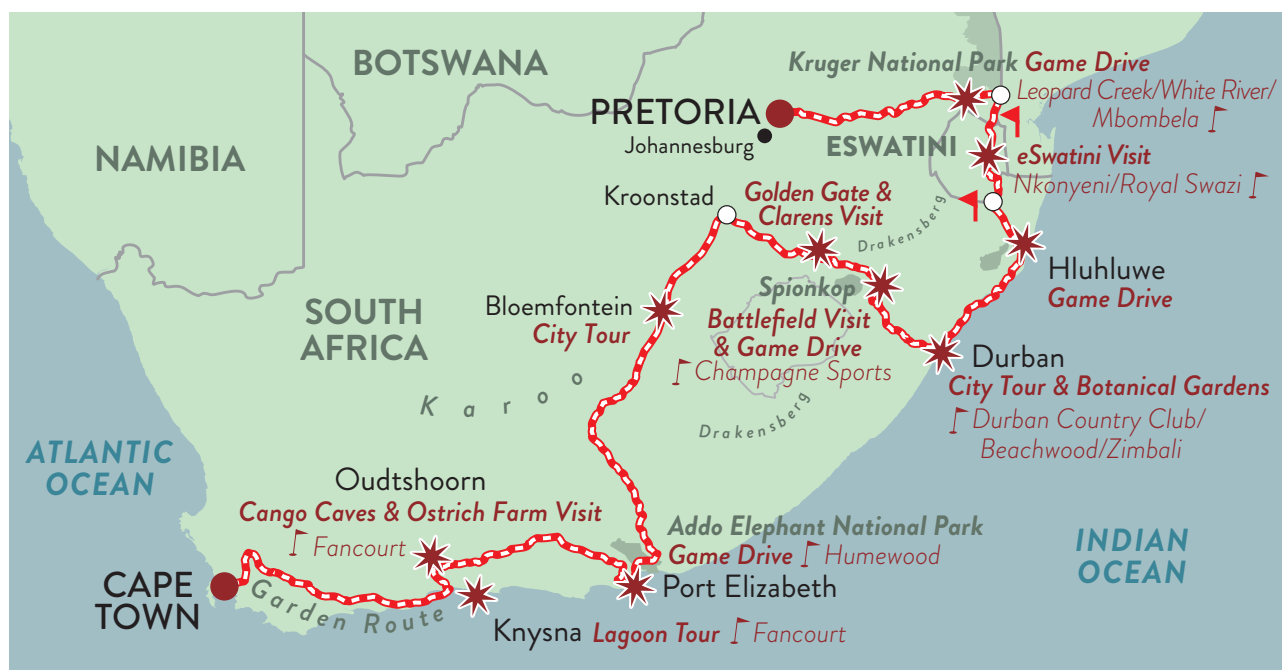 BOTSWANA
NAMIBIA
SOUTH
AFRICA
Kruger National Park Game Drive
Leopard Creek/White River/
Mbombela
PRETORIA
Johannesburg
ESWATINI
eSwatini Visit
Nkonyeni/Royal Swazi
Kroonstad
Golden Gate &
Clarens Visit
Drakensberg
Hluhluwe
Game Drive
Bloemfontein
City Tour
Spionkop
Battlefield Visit
& Game Drive
Champagne Sports
Durban
City Tour & Botanical Gardens
Durban Country Club/
Beachwood/Zimbali
Karoo
Drakensberg
ATLANTIC
OCEAN
Oudtshoorn
Cango Caves & Ostrich Farm Visit
Fancourt
Addo Elephant National Park
Game Drive Humewood
Port Elizabeth
INDIAN
OCEAN
CAPE
TOWN
Garden Route
Knysna Lagoon Tour Fancourt